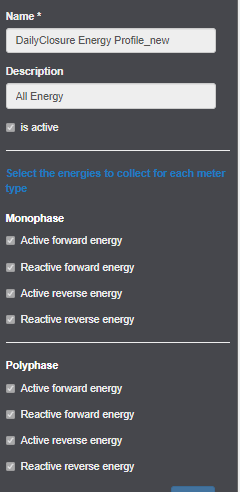 Name *
DailyClosure Energy Profile_new
Description
All Energy
is active
Select the energies to collect for each meter
type
Monophase
Active forward energy
Reactive forward energy
Active reverse energy
Reactive reverse energy
Polyphase
Active forward energy
Reactive forward energy
Active reverse energy
Reactive reverse energy